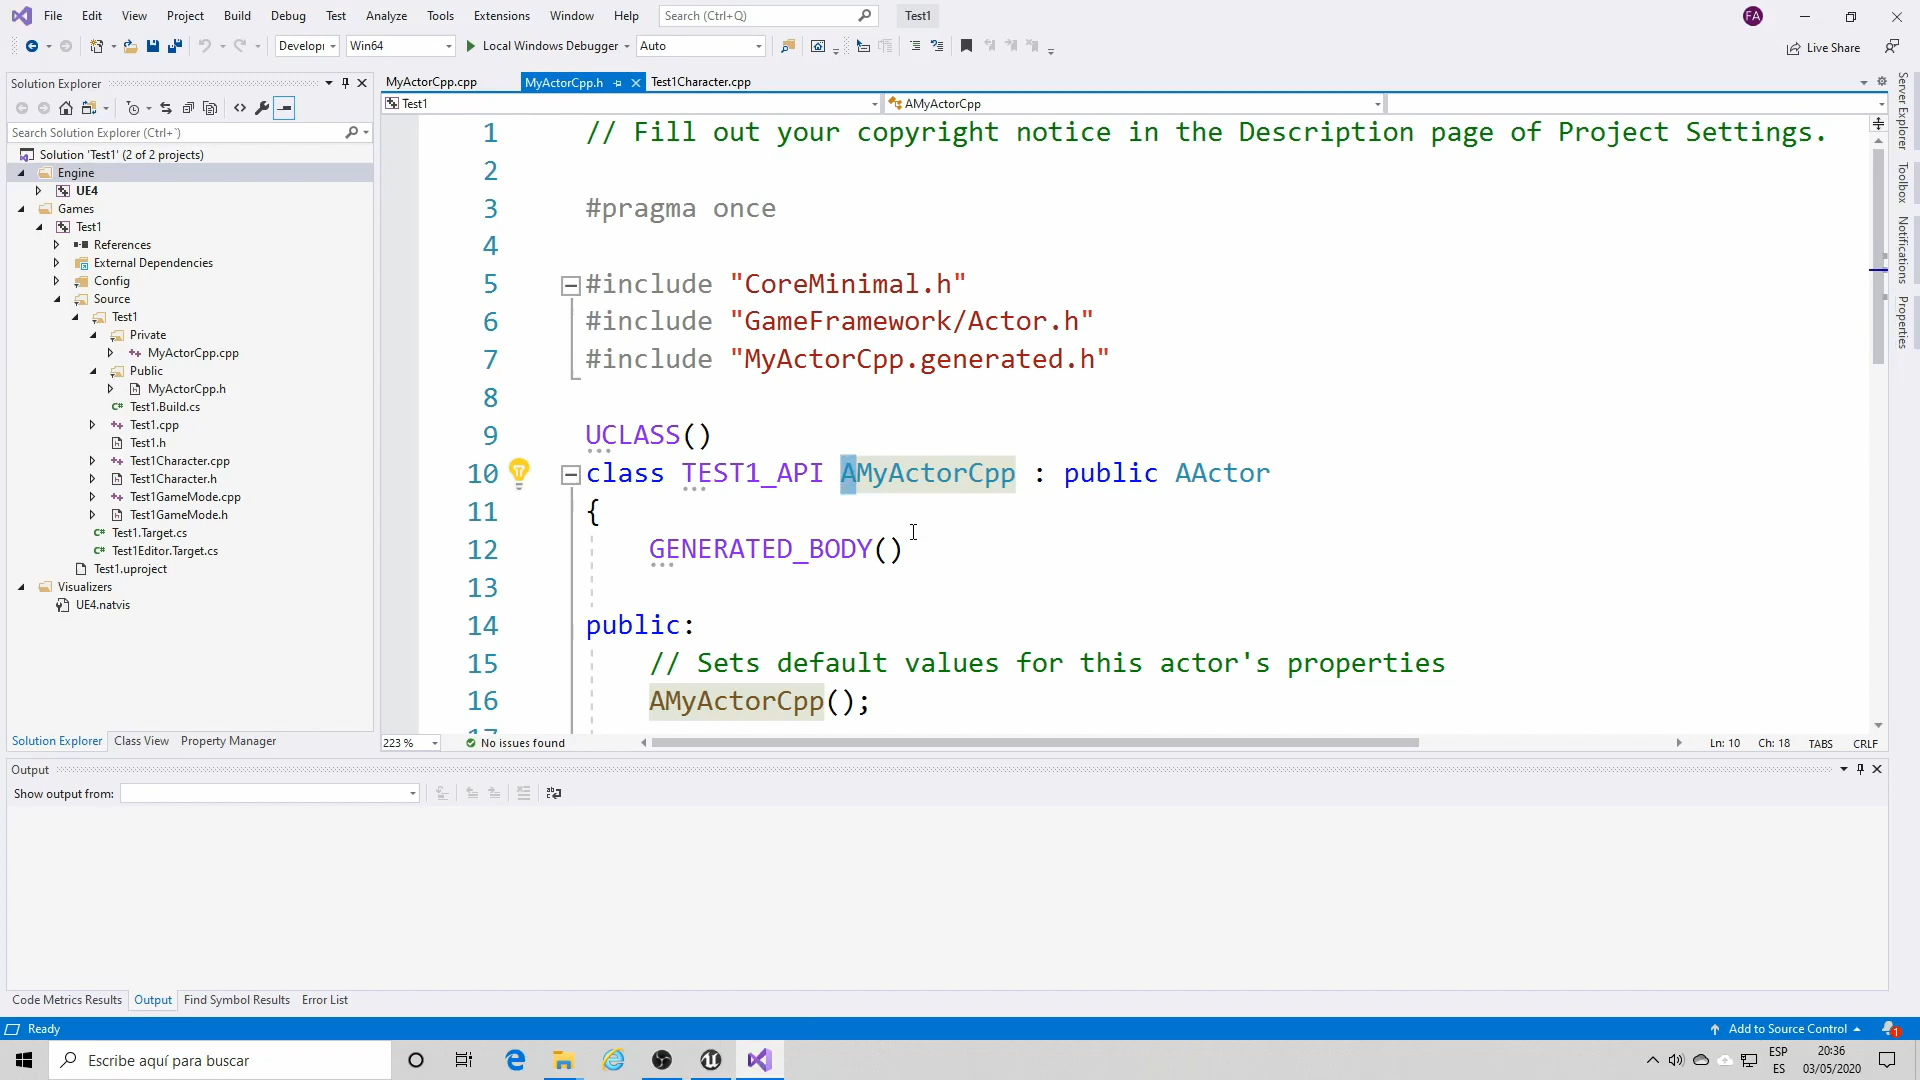 File Edit View Project Build Debug Test Analyze Tools Extensions Window Help Search (Ctrl+Q) Test1 FA
Developı Win64 Local Windows Debugger Auto Live Share
Solution Explorer
Search Solution Explorer (Ctrl+`)
Solution 'Test1' (2 of 2 projects)
Engine
UE4
Games
Test1
References
External Dependencies
Config
Source
Test1
Private
MyActorCpp.cpp
Public
MyActorCpp.h
Test1.Build.cs
Test1.cpp
Test1.h
Test1Character.cpp
Test1Character.h
Test1GameMode.cpp
Test1GameMode.h
Test1.Target.cs
Test1Editor.Target.cs
Test1.uproject
Visualizers
UE4.natvis
Solution Explorer Class View Property Manager
MyActorCpp.cpp MyActorCpp.h Test1Character.cpp
Test1 AMyActorCpp
1 // Fill out your copyright notice in the Description page of Project Settings.
2
3 #pragma once
4
5 #include "CoreMinimal.h"
6 #include "GameFramework/Actor.h"
7 #include "MyActorCpp.generated.h"
8
9 UCLASS()
10 class TEST1_API AMyActorCpp : public AActor
11 {
12 GENERATED_BODY()
13
14 public:
15 // Sets default values for this actor's properties
16 AMyActorCpp();
17
223 % No issues found Ln: 10 Ch: 18 TABS CRLF
Server Explorer
Toolbox
Notifications
Properties
Output
Show output from:
Code Metrics Results Output Find Symbol Results Error List
Ready Add to Source Control 1
Escribe aquí para buscar
ESP
ES
20:36
03/05/2020